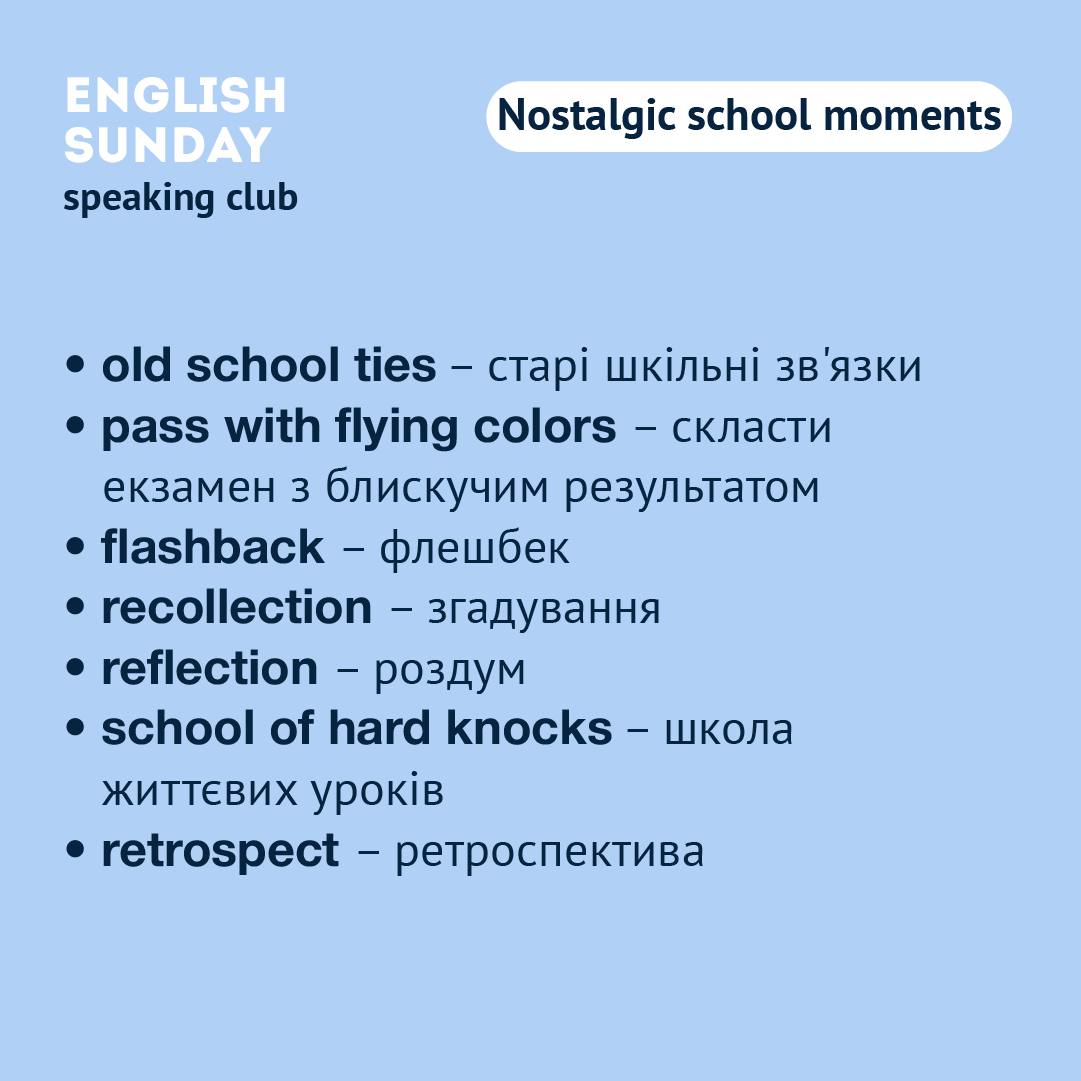 ENGLISH
SUNDAY
speaking club
Nostalgic school moments
• old school ties – старі шкільні зв'язки
• pass with flying colors – скласти
екзамен з блискучим результатом
• flashback – флешбек
• recollection – згадування
• reflection – роздум
• school of hard knocks – школа
життєвих уроків
• retrospect – ретроспектива